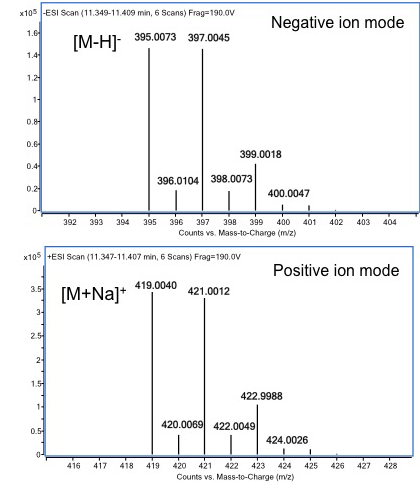 x10⁵ -ESI Scan (11.349-11.409 min, 6 Scans) Frag=190.0V
Negative ion mode
[M-H]⁻
395.0073 397.0045
1.6
1.4
1.2
1
0.8
0.6
0.4
0.2
0
399.0018
396.0104 398.0073
400.0047
392 393 394 395 396 397 398 399 400 401 402 403 404
Counts vs. Mass-to-Charge (m/z)
x10⁵ +ESI Scan (11.347-11.407 min, 6 Scans) Frag=190.0V
Positive ion mode
[M+Na]⁺
419.0040 421.0012
3.5
3
2.5
2
1.5
1
0.5
0
422.9988
420.0069 422.0049
424.0026
416 417 418 419 420 421 422 423 424 425 426 427 428
Counts vs. Mass-to-Charge (m/z)